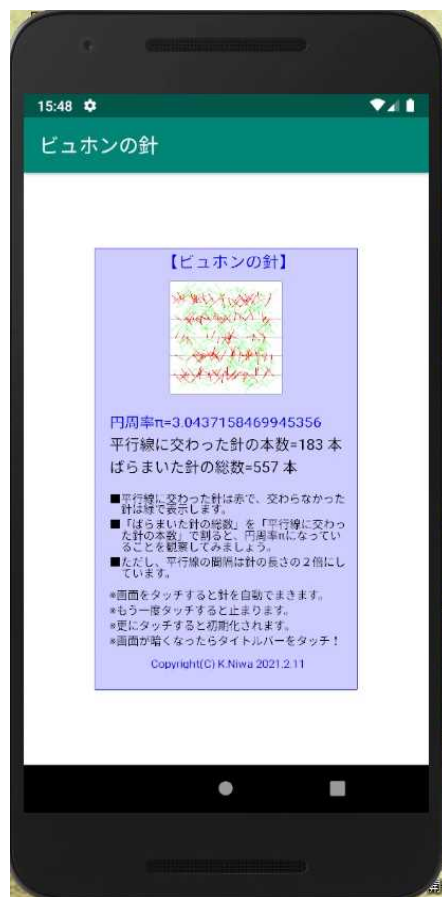 15:48
ビュホンの針
【ビュホンの針】
円周率π=3.0437158469945356
平行線に交わった針の本数=183 本
ばらまいた針の総数=557 本
■平行線に交わった針は赤で、交わらなかった
針は緑で表示します。
■「ばらまいた針の総数」を「平行線に交わっ
た針の本数」で割ると、円周率πになってい
ることを観察してみましょう。
■ただし、平行線の間隔は針の長さの２倍にし
ています。
*画面をタッチすると針を自動でまきます。
*もう一度タッチすると止まります。
*更にタッチすると初期化されます。
*画面が暗くなったらタイトルバーをタッチ！
Copyright(C) K.Niwa 2021.2.11